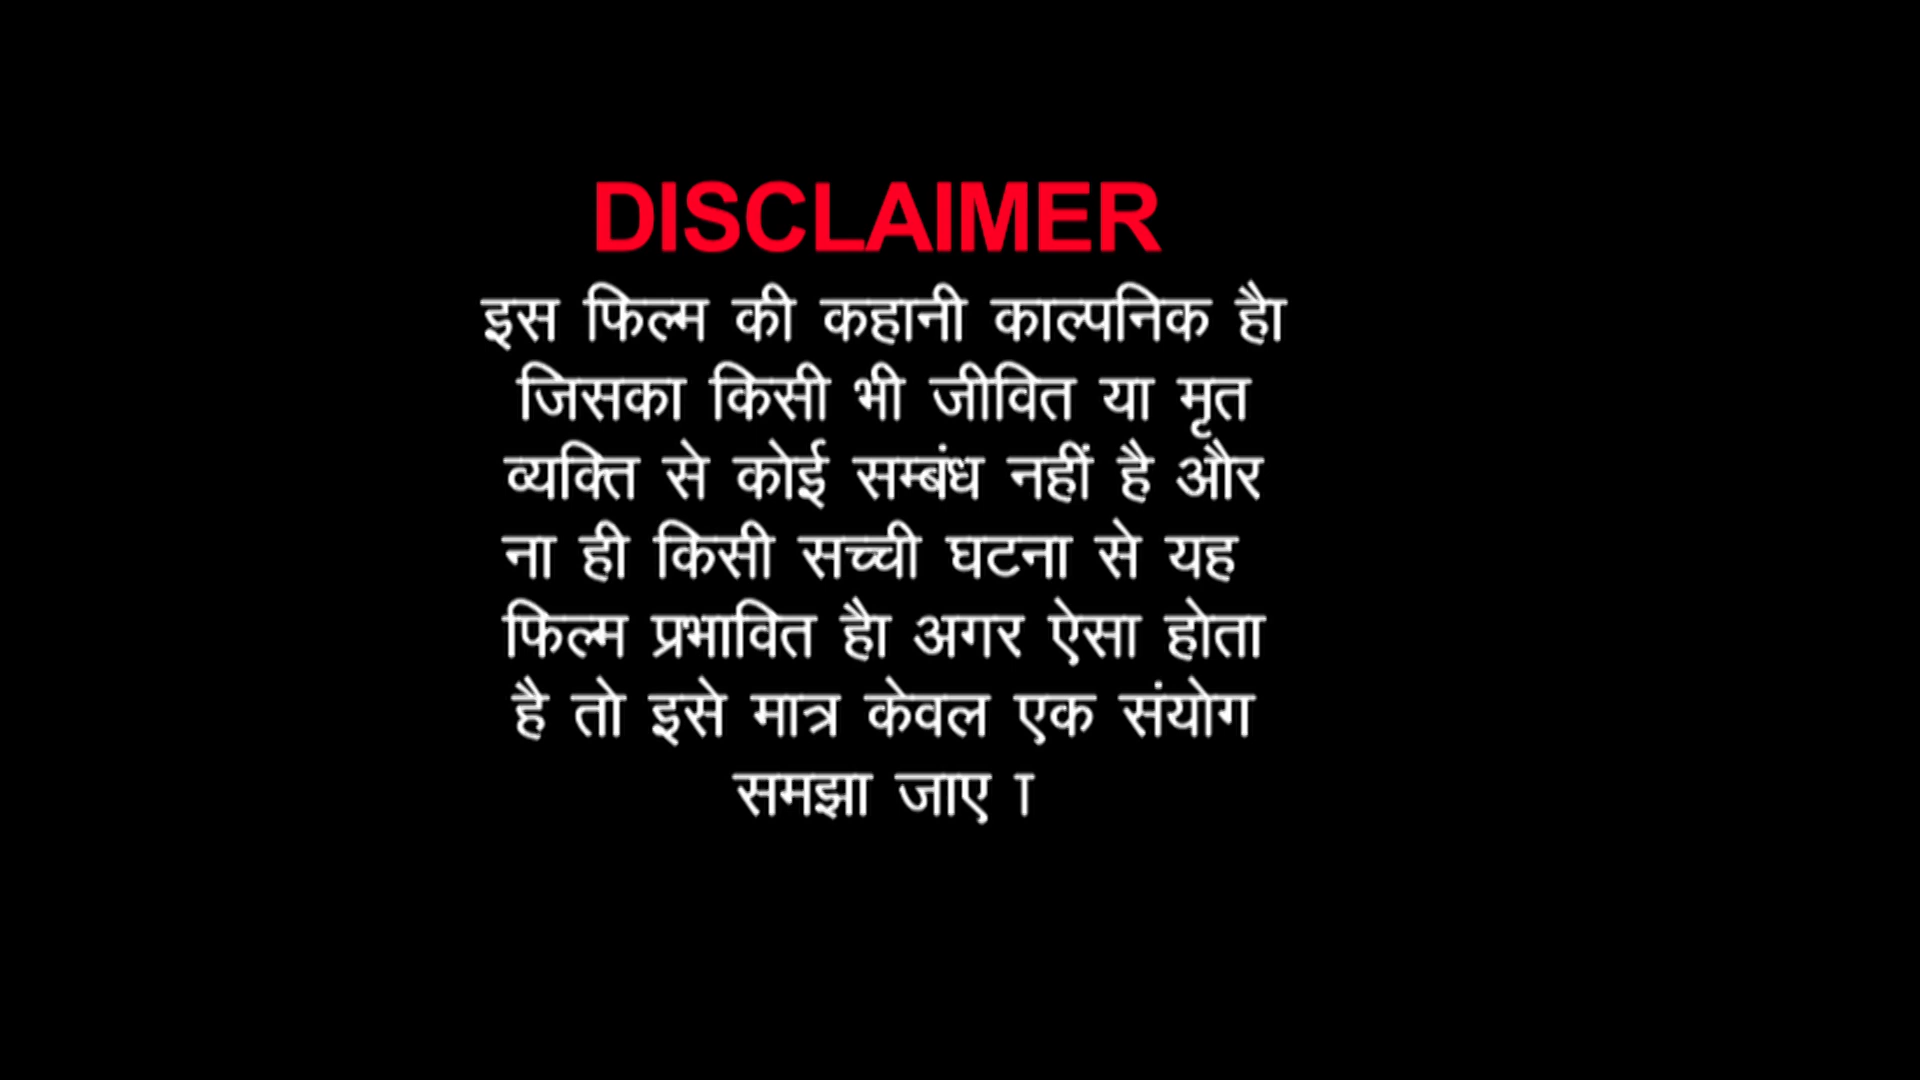 DISCLAIMER
इस फिल्म की कहानी काल्पनिक हैा
जिसका किसी भी जीवित या मृत
व्यक्ति से कोई सम्बंध नहीं है और
ना ही किसी सच्ची घटना से यह
फिल्म प्रभावित हैा अगर ऐसा होता
है तो इसे मात्र केवल एक संयोग
समझा जाए ा